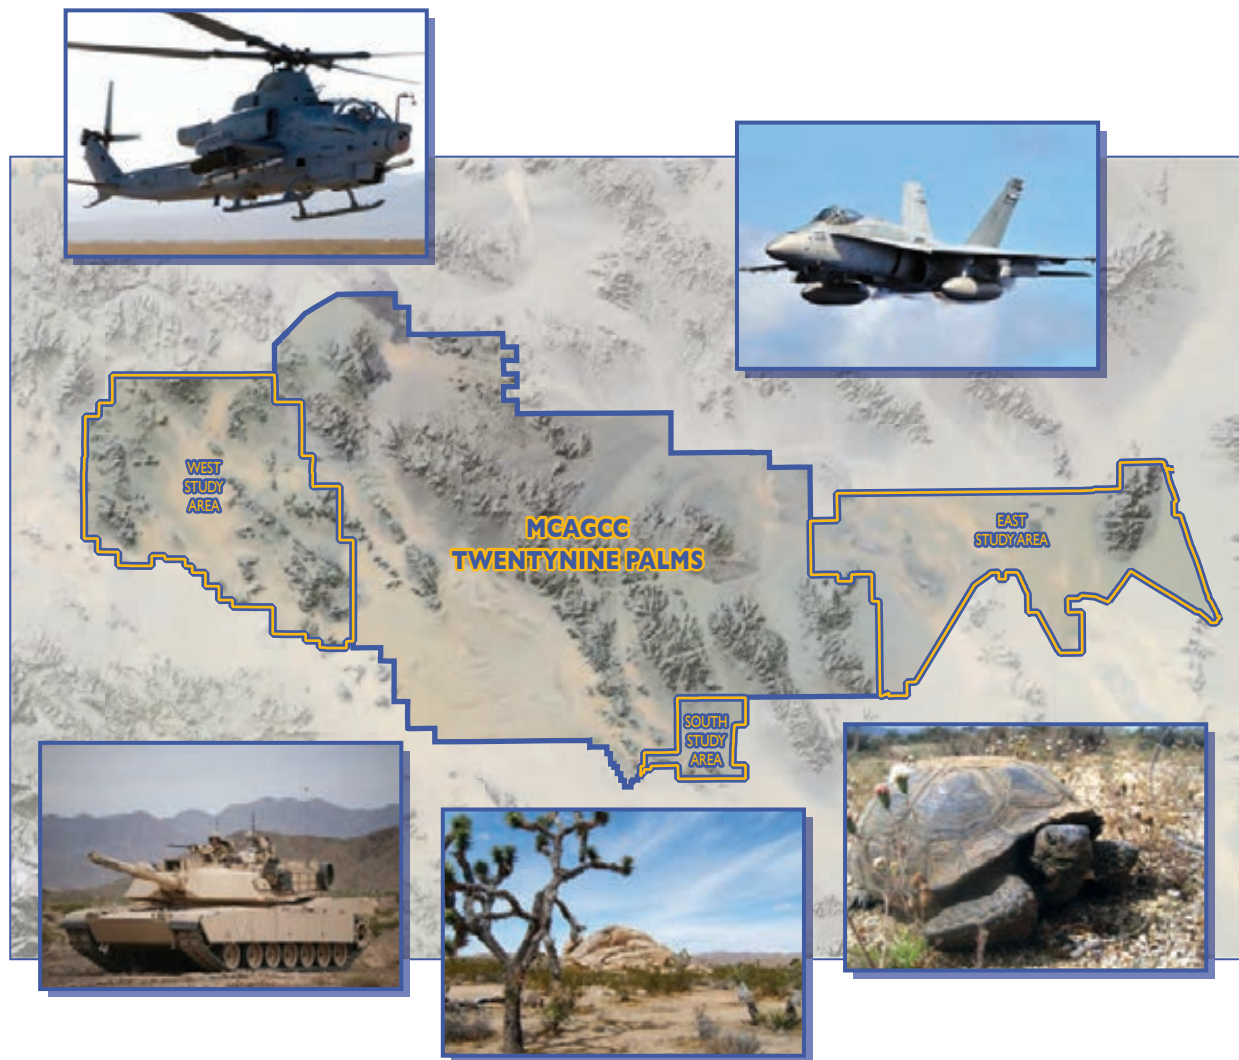 WEST
STUDY
AREA
MCAGCC
TWENTYNINE PALMS
EAST
STUDY AREA
SOUTH
STUDY
AREA